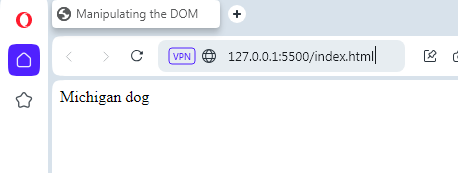 Manipulating the DOM
VPN
127.0.0.1:5500/index.html
Michigan dog